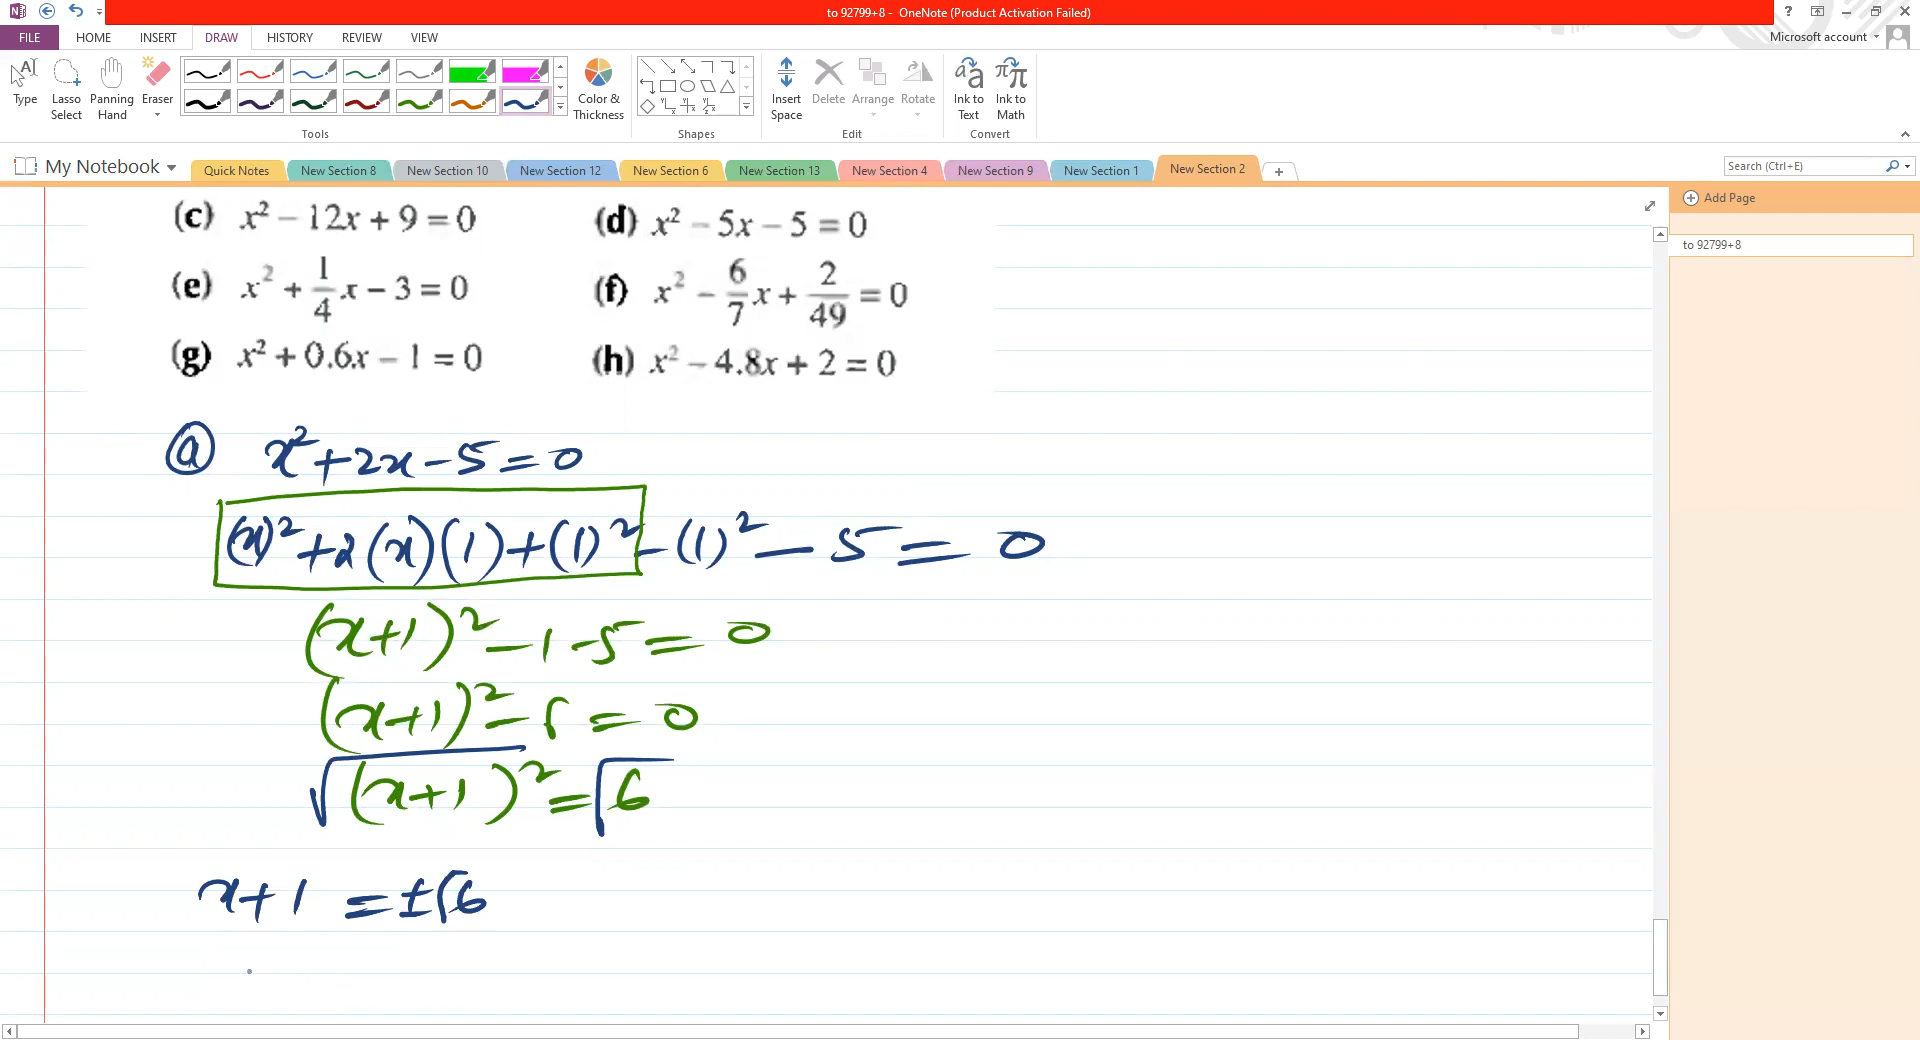 to 92799+8 - OneNote (Product Activation Failed)
?
FILE HOME INSERT DRAW HISTORY REVIEW VIEW
Microsoft account
Type
Lasso Select
Panning Hand
Eraser
Color & Thickness
Insert Space
Delete
Arrange
Rotate
Ink to Text
Ink to Math
Tools
Shapes
Edit
Convert
My Notebook
Quick Notes
New Section 8
New Section 10
New Section 12
New Section 6
New Section 13
New Section 4
New Section 9
New Section 1
New Section 2
Search (Ctrl+E)
Add Page
to 92799+8
(c) x² − 12x + 9 = 0
(d) x² − 5x − 5 = 0
(e) x² + 1/4 x − 3 = 0
(f) x² − 6/7 x + 2/49 = 0
(g) x² + 0.6x − 1 = 0
(h) x² − 4.8x + 2 = 0
(a) x² + 2x − 5 = 0
(x)² + 2(x)(1) + (1)² − (1)² − 5 = 0
(x+1)² − 1 − 5 = 0
(x+1)² − 6 = 0
√(x+1)² = √6
x + 1 = ±√6